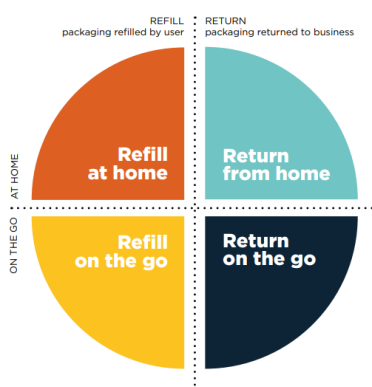 REFILL
packaging refilled by user
RETURN
packaging returned to business
AT HOME
Refill
at home
Return
from home
ON THE GO
Refill
on the go
Return
on the go